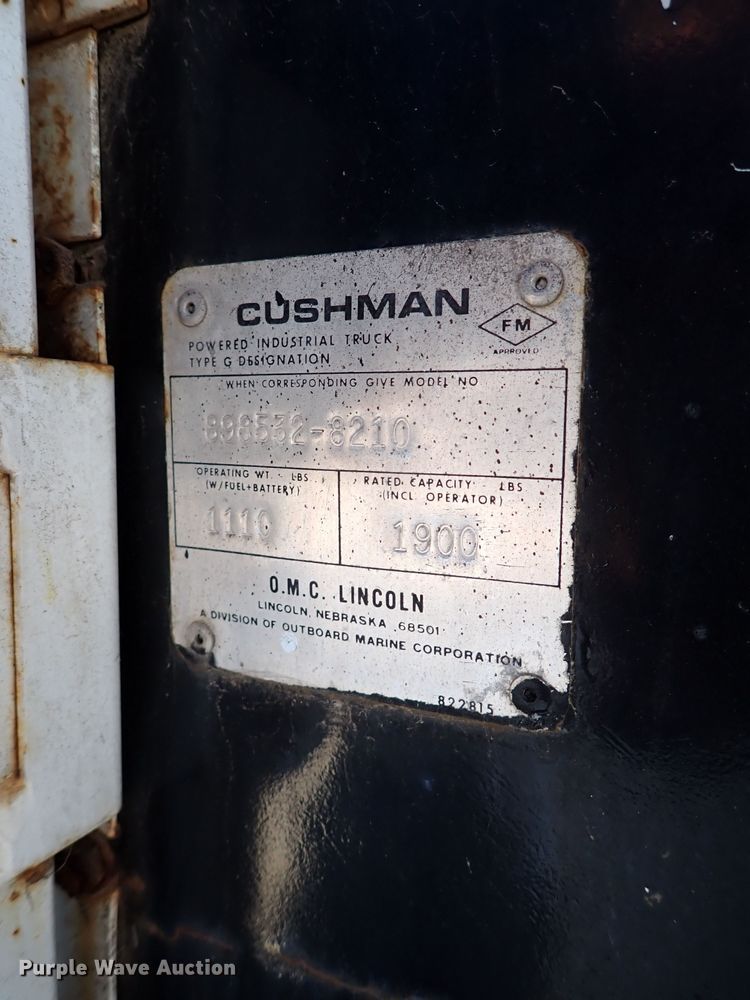 CUSHMAN
FM
APPROVED
POWERED INDUSTRIAL TRUCK
TYPE G DESIGNATION
WHEN CORRESPONDING GIVE MODEL NO
898532-8210
OPERATING WT. - LBS
(W/FUEL+BATTERY)
1110
RATED CAPACITY LBS
(INCL. OPERATOR)
1900
O.M.C. LINCOLN
LINCOLN, NEBRASKA 68501
A DIVISION OF OUTBOARD MARINE CORPORATION
822815
Purple Wave Auction